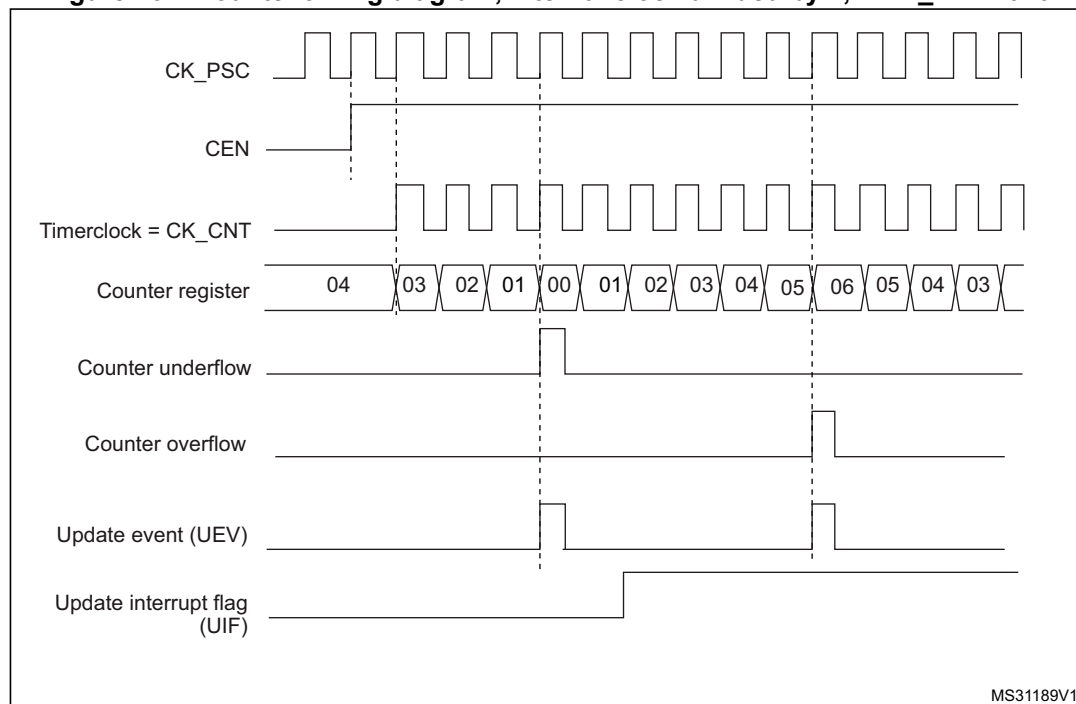 CK_PSC
CEN
Timerclock = CK_CNT
Counter register
04 03 02 01 00 01 02 03 04 05 06 05 04 03
Counter underflow
Counter overflow
Update event (UEV)
Update interrupt flag
(UIF)
MS31189V1